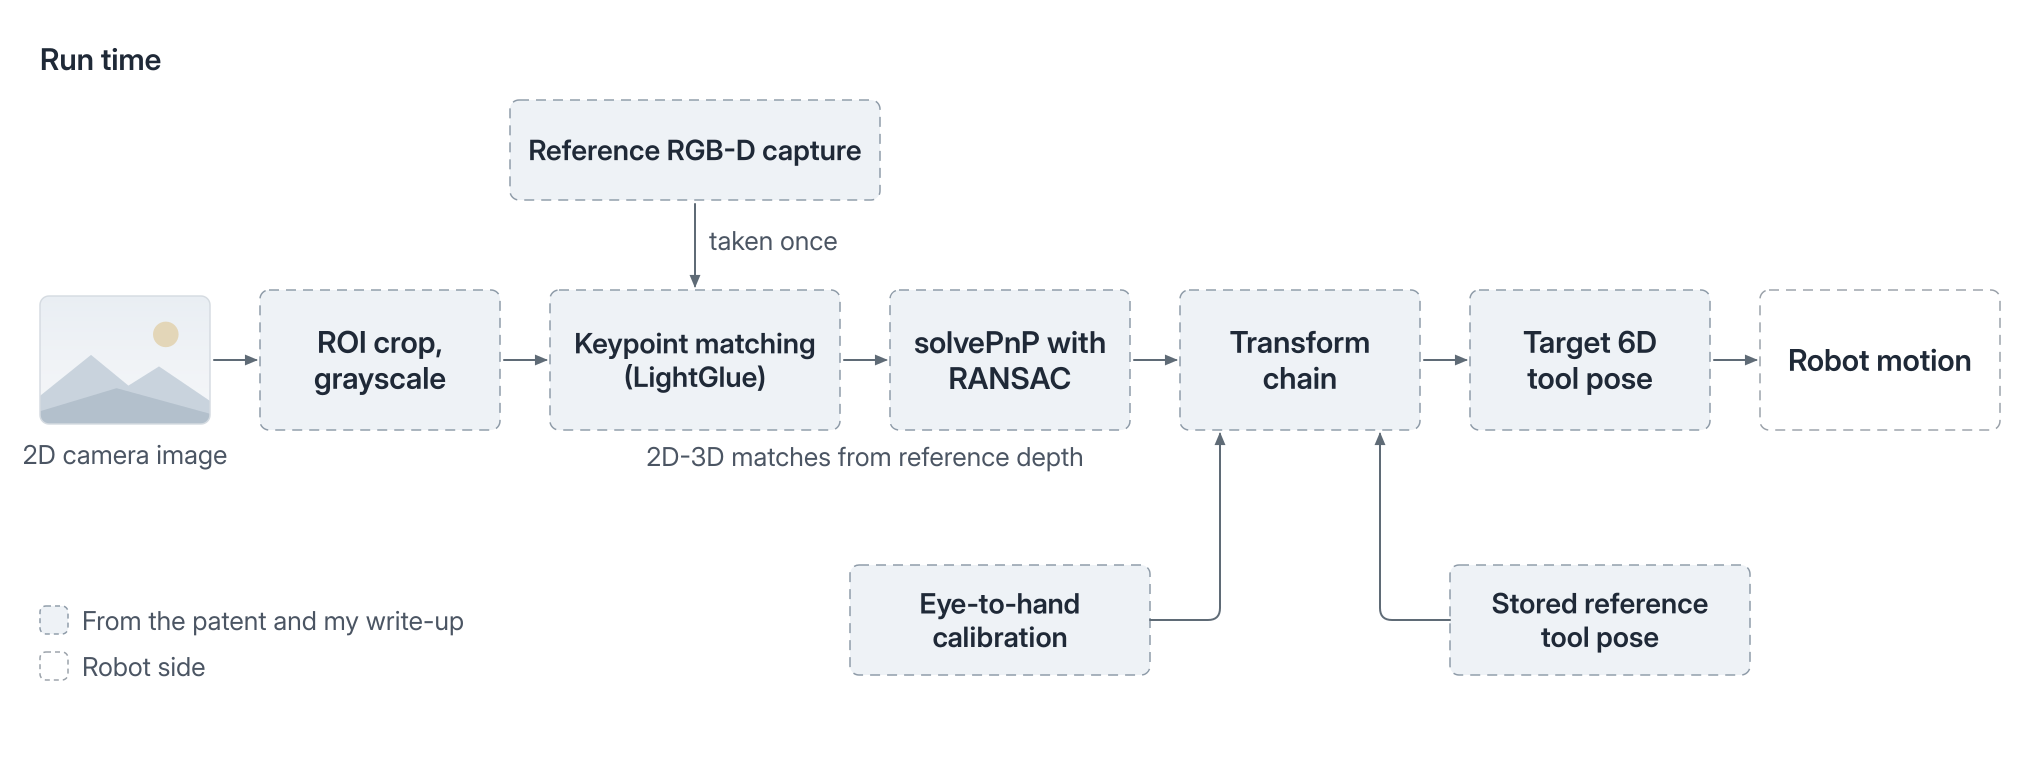 Run time
Reference RGB-D capture
taken once
ROI crop,
grayscale
Keypoint matching
(LightGlue)
solvePnP with
RANSAC
Transform
chain
Target 6D
tool pose
Robot motion
2D camera image
2D-3D matches from reference depth
Eye-to-hand
calibration
Stored reference
tool pose
From the patent and my write-up
Robot side